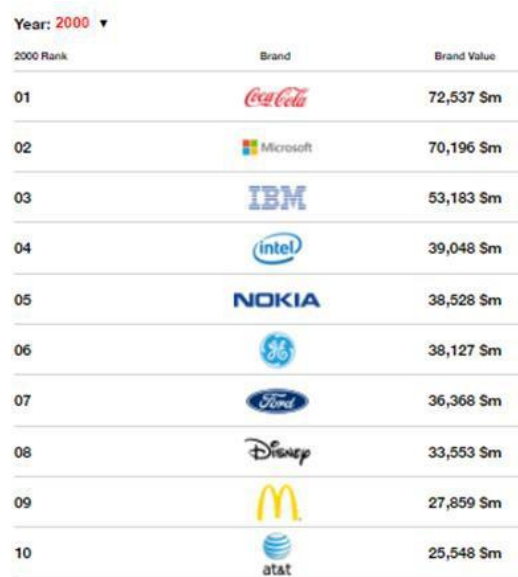 Year: 2000 ▼
2000 Rank Brand Brand Value
01 Coca-Cola 72,537 $m
02 Microsoft 70,196 $m
03 IBM 53,183 $m
04 intel 39,048 $m
05 NOKIA 38,528 $m
06 GE 38,127 $m
07 Ford 36,368 $m
08 Disney 33,553 $m
09 M 27,859 $m
10 at&t 25,548 $m